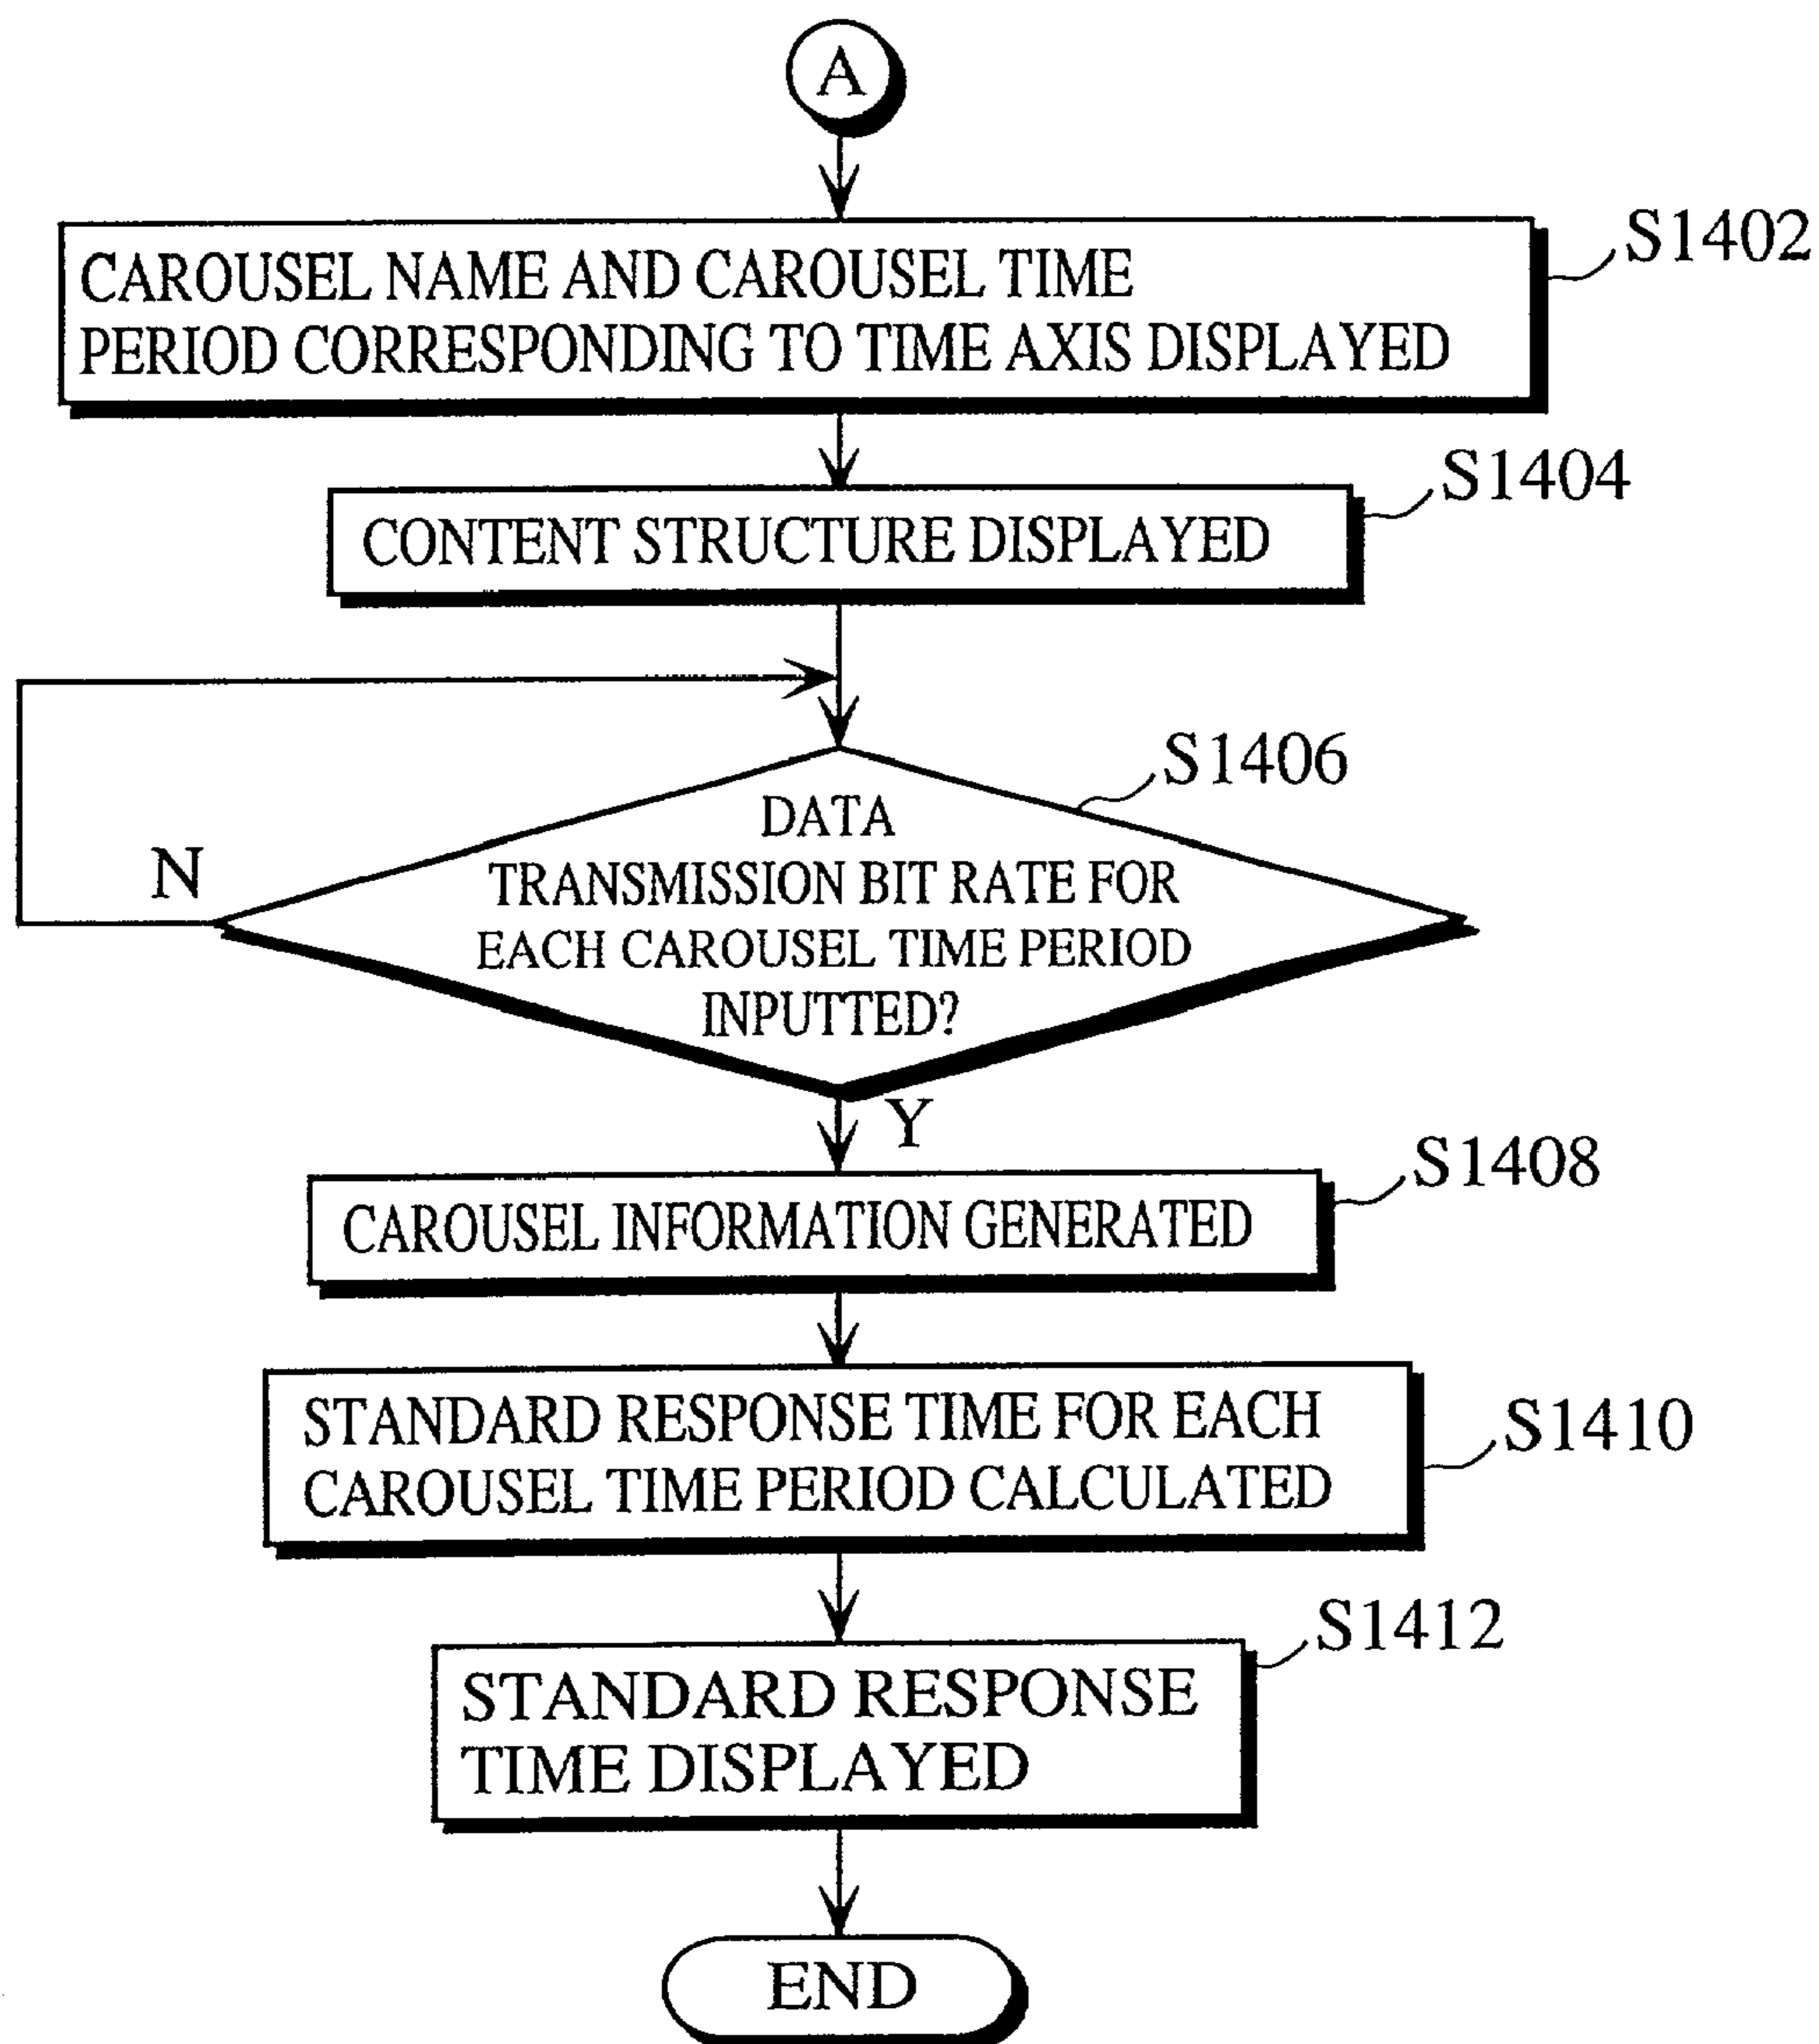 A
S1402
CAROUSEL NAME AND CAROUSEL TIME
PERIOD CORRESPONDING TO TIME AXIS DISPLAYED
S1404
CONTENT STRUCTURE DISPLAYED
S1406
DATA
TRANSMISSION BIT RATE FOR
EACH CAROUSEL TIME PERIOD
INPUTTED?
N
Y
S1408
CAROUSEL INFORMATION GENERATED
S1410
STANDARD RESPONSE TIME FOR EACH
CAROUSEL TIME PERIOD CALCULATED
S1412
STANDARD RESPONSE
TIME DISPLAYED
END